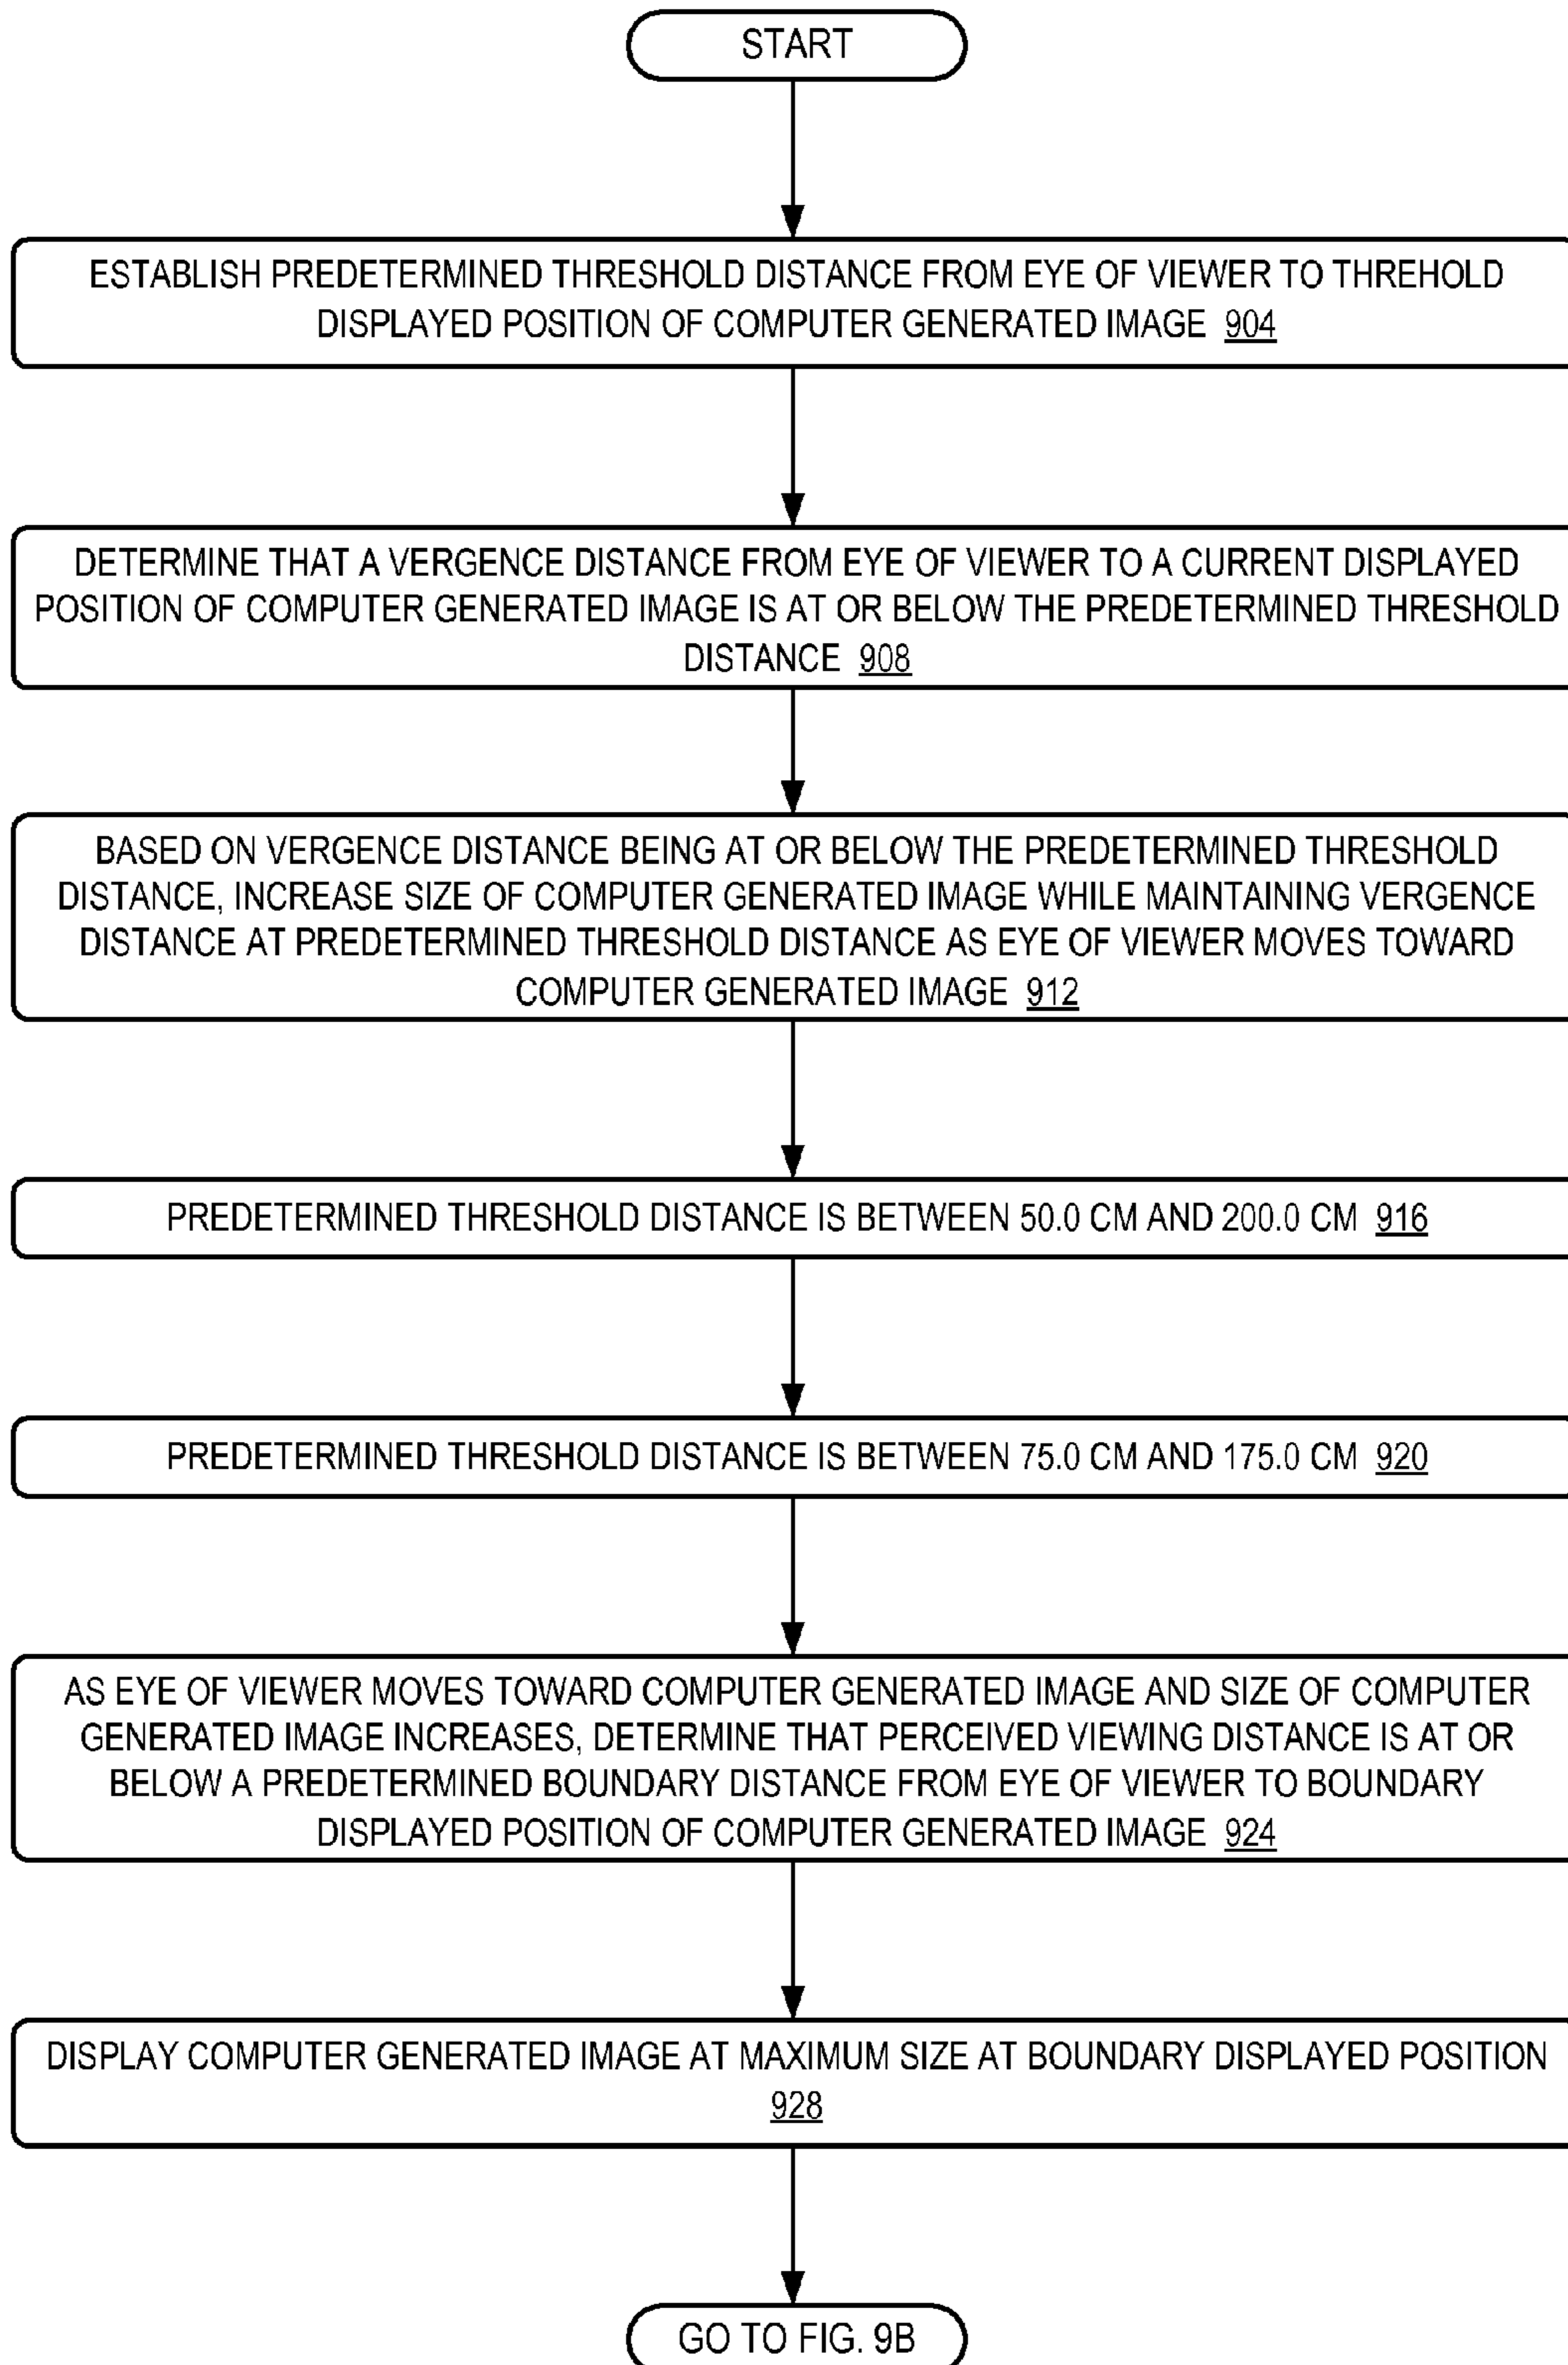 START
ESTABLISH PREDETERMINED THRESHOLD DISTANCE FROM EYE OF VIEWER TO THREHOLD
DISPLAYED POSITION OF COMPUTER GENERATED IMAGE 904
DETERMINE THAT A VERGENCE DISTANCE FROM EYE OF VIEWER TO A CURRENT DISPLAYED
POSITION OF COMPUTER GENERATED IMAGE IS AT OR BELOW THE PREDETERMINED THRESHOLD
DISTANCE 908
BASED ON VERGENCE DISTANCE BEING AT OR BELOW THE PREDETERMINED THRESHOLD
DISTANCE, INCREASE SIZE OF COMPUTER GENERATED IMAGE WHILE MAINTAINING VERGENCE
DISTANCE AT PREDETERMINED THRESHOLD DISTANCE AS EYE OF VIEWER MOVES TOWARD
COMPUTER GENERATED IMAGE 912
PREDETERMINED THRESHOLD DISTANCE IS BETWEEN 50.0 CM AND 200.0 CM 916
PREDETERMINED THRESHOLD DISTANCE IS BETWEEN 75.0 CM AND 175.0 CM 920
AS EYE OF VIEWER MOVES TOWARD COMPUTER GENERATED IMAGE AND SIZE OF COMPUTER
GENERATED IMAGE INCREASES, DETERMINE THAT PERCEIVED VIEWING DISTANCE IS AT OR
BELOW A PREDETERMINED BOUNDARY DISTANCE FROM EYE OF VIEWER TO BOUNDARY
DISPLAYED POSITION OF COMPUTER GENERATED IMAGE 924
DISPLAY COMPUTER GENERATED IMAGE AT MAXIMUM SIZE AT BOUNDARY DISPLAYED POSITION
928
GO TO FIG. 9B